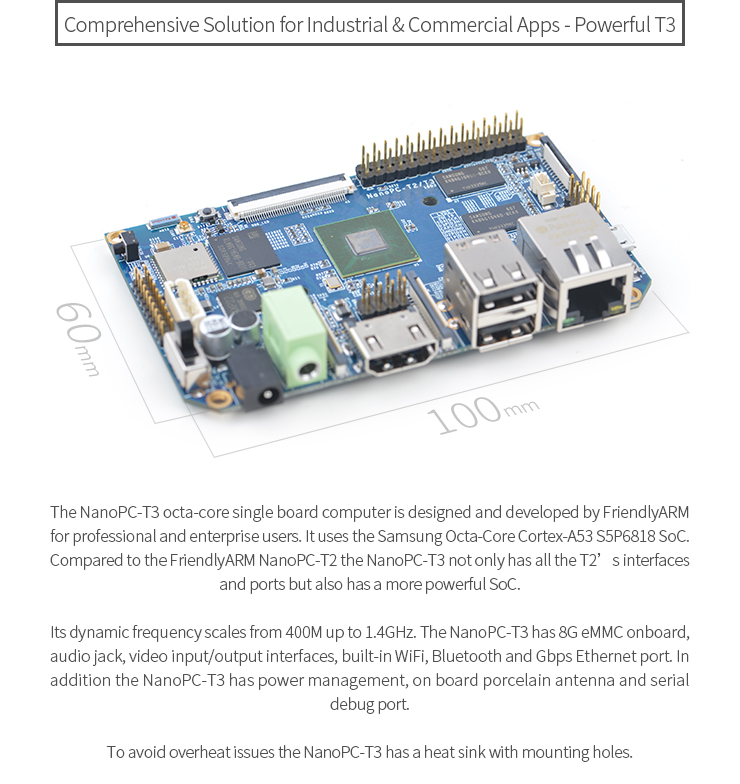 Comprehensive Solution for Industrial & Commercial Apps - Powerful T3
NanoPC-T2/T3
SAMSUNG
SAMSUNG
60mm
100mm
The NanoPC-T3 octa-core single board computer is designed and developed by FriendlyARM
for professional and enterprise users. It uses the Samsung Octa-Core Cortex-A53 S5P6818 SoC.
Compared to the FriendlyARM NanoPC-T2 the NanoPC-T3 not only has all the T2’s interfaces
and ports but also has a more powerful SoC.
Its dynamic frequency scales from 400M up to 1.4GHz. The NanoPC-T3 has 8G eMMC onboard,
audio jack, video input/output interfaces, built-in WiFi, Bluetooth and Gbps Ethernet port. In
addition the NanoPC-T3 has power management, on board porcelain antenna and serial
debug port.
To avoid overheat issues the NanoPC-T3 has a heat sink with mounting holes.